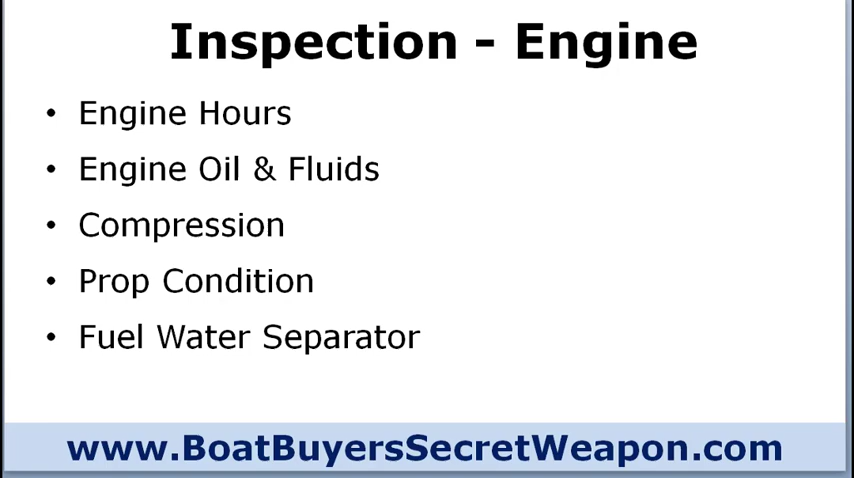 Inspection - Engine
• Engine Hours
• Engine Oil & Fluids
• Compression
• Prop Condition
• Fuel Water Separator
www.BoatBuyersSecretWeapon.com